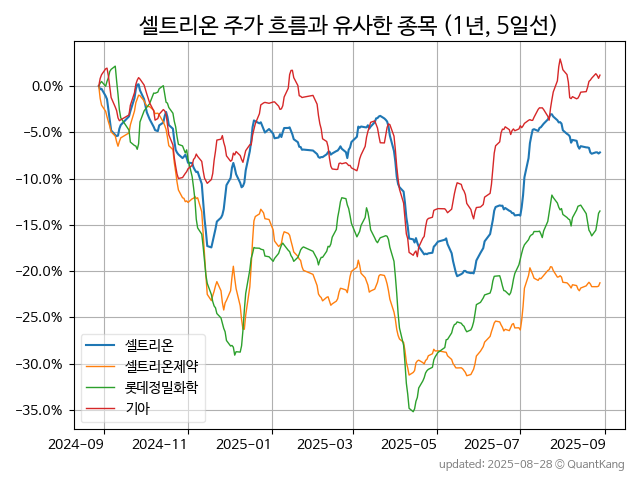 셀트리온 주가 흐름과 유사한 종목 (1년, 5일선)
0.0%
−5.0%
−10.0%
−15.0%
−20.0%
−25.0%
−30.0%
−35.0%
셀트리온
셀트리온제약
롯데정밀화학
기아
2024-09 2024-11 2025-01 2025-03 2025-05 2025-07 2025-09
updated: 2025-08-28 © QuantKang